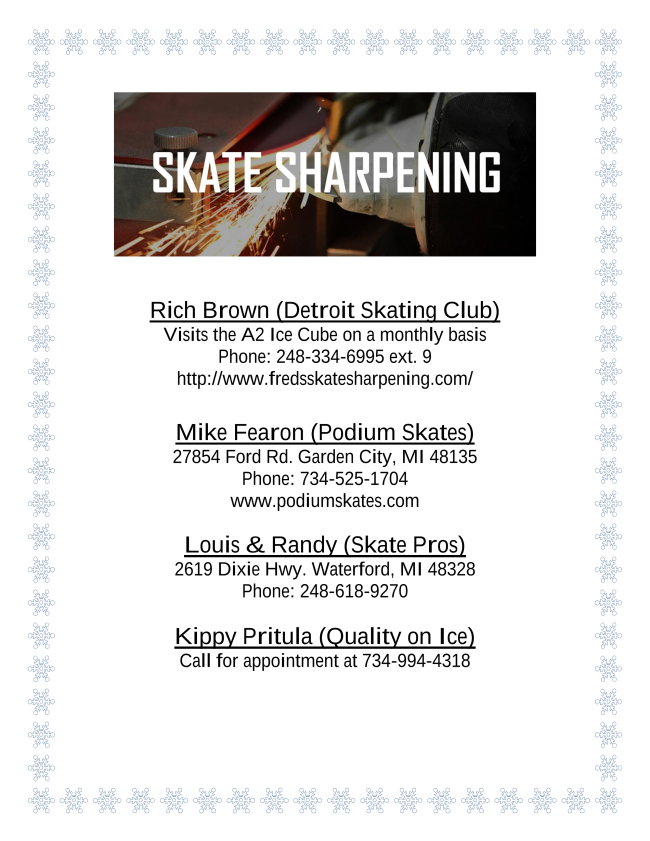 SKATE SHARPENING
Rich Brown (Detroit Skating Club)
Visits the A2 Ice Cube on a monthly basis
Phone: 248-334-6995 ext. 9
http://www.fredsskatesharpening.com/
Mike Fearon (Podium Skates)
27854 Ford Rd. Garden City, MI 48135
Phone: 734-525-1704
www.podiumskates.com
Louis & Randy (Skate Pros)
2619 Dixie Hwy. Waterford, MI 48328
Phone: 248-618-9270
Kippy Pritula (Quality on Ice)
Call for appointment at 734-994-4318